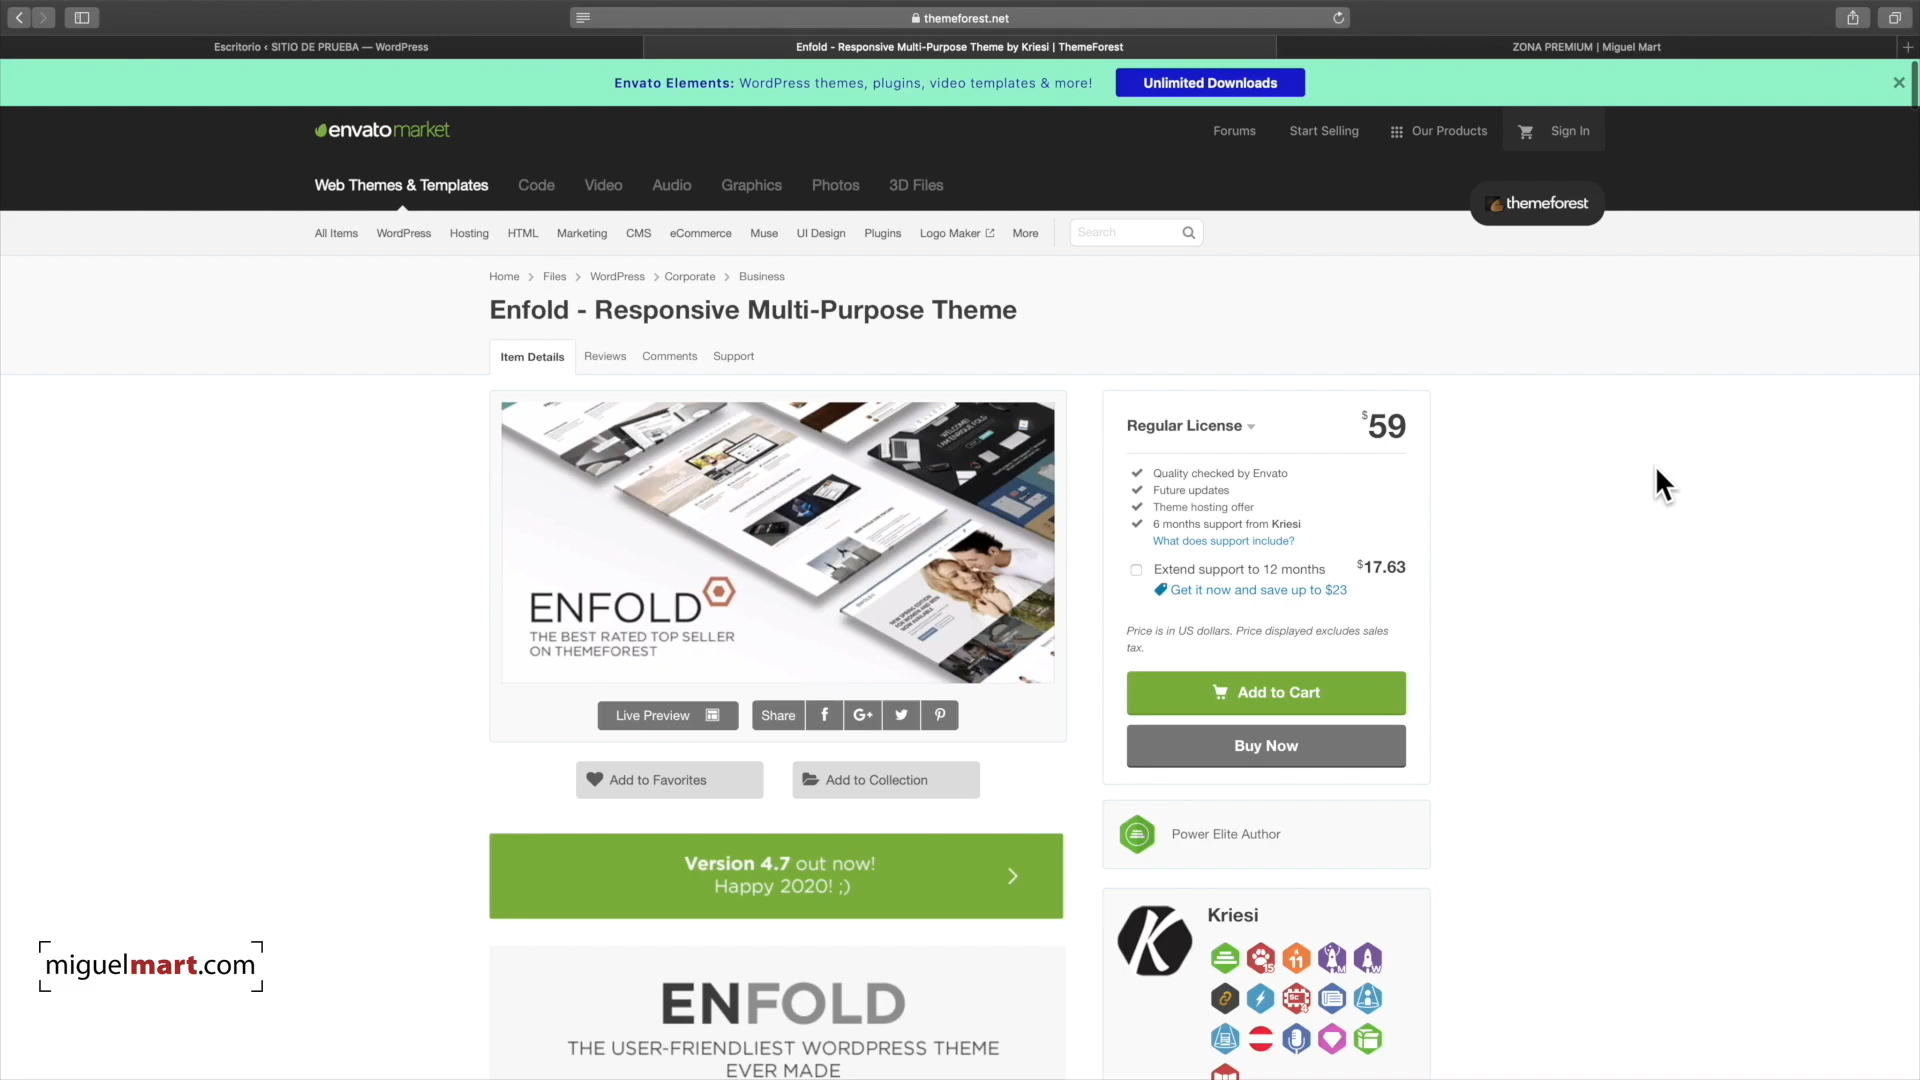 themeforest.net
Escritorio ‹ SITIO DE PRUEBA — WordPress
Enfold - Responsive Multi-Purpose Theme by Kriesi | ThemeForest
ZONA PREMIUM | Miguel Mart
Envato Elements: WordPress themes, plugins, video templates & more!
Unlimited Downloads
envatomarket
Forums
Start Selling
Our Products
Sign In
Web Themes & Templates
Code
Video
Audio
Graphics
Photos
3D Files
themeforest
All Items
WordPress
Hosting
HTML
Marketing
CMS
eCommerce
Muse
UI Design
Plugins
Logo Maker
More
Search
Home > Files > WordPress > Corporate > Business
Enfold - Responsive Multi-Purpose Theme
Item Details
Reviews
Comments
Support
ENFOLD
THE BEST RATED TOP SELLER
ON THEMEFOREST
Live Preview
Share
Add to Favorites
Add to Collection
Version 4.7 out now!
Happy 2020! ;)
ENFOLD
THE USER-FRIENDLIEST WORDPRESS THEME
EVER MADE
Regular License
$59
Quality checked by Envato
Future updates
Theme hosting offer
6 months support from Kriesi
What does support include?
Extend support to 12 months
$17.63
Get it now and save up to $23
Price is in US dollars. Price displayed excludes sales
tax.
Add to Cart
Buy Now
Power Elite Author
Kriesi
miguelmart.com